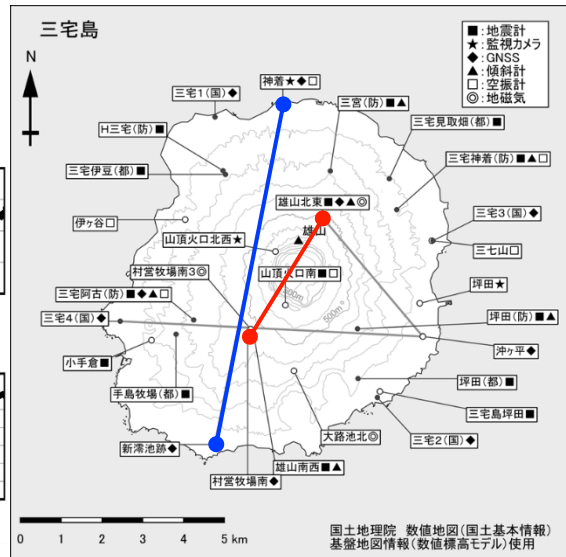 三宅島
N
■:地震計
★:監視カメラ
◆:GNSS
▲:傾斜計
□:空振計
◎:地磁気
神着★◆□
三宅1(国)◆
三宮(防)■▲
H三宅(防)■
三宅見取畑(都)■
三宅伊豆(都)■
三宅神着(防)■▲□
雄山北東■◆▲◎
三宅3(国)◆
伊ヶ谷□
雄山
山頂火口北西★
三七山□
村営牧場南3◎
山頂火口南■□
坪田★
三宅阿古(防)■◆▲□
500m
500m
三宅4(国)◆
坪田(防)■▲
小手倉■
沖ヶ平◆
手島牧場(都)■
坪田(都)■
三宅島坪田■
新澪池跡◆
大路池北◎
三宅2(国)◆
雄山南西■▲
村営牧場南◆
0 1 2 3 4 5 km
国土地理院 数値地図(国土基本情報)
基盤地図情報(数値標高モデル)使用